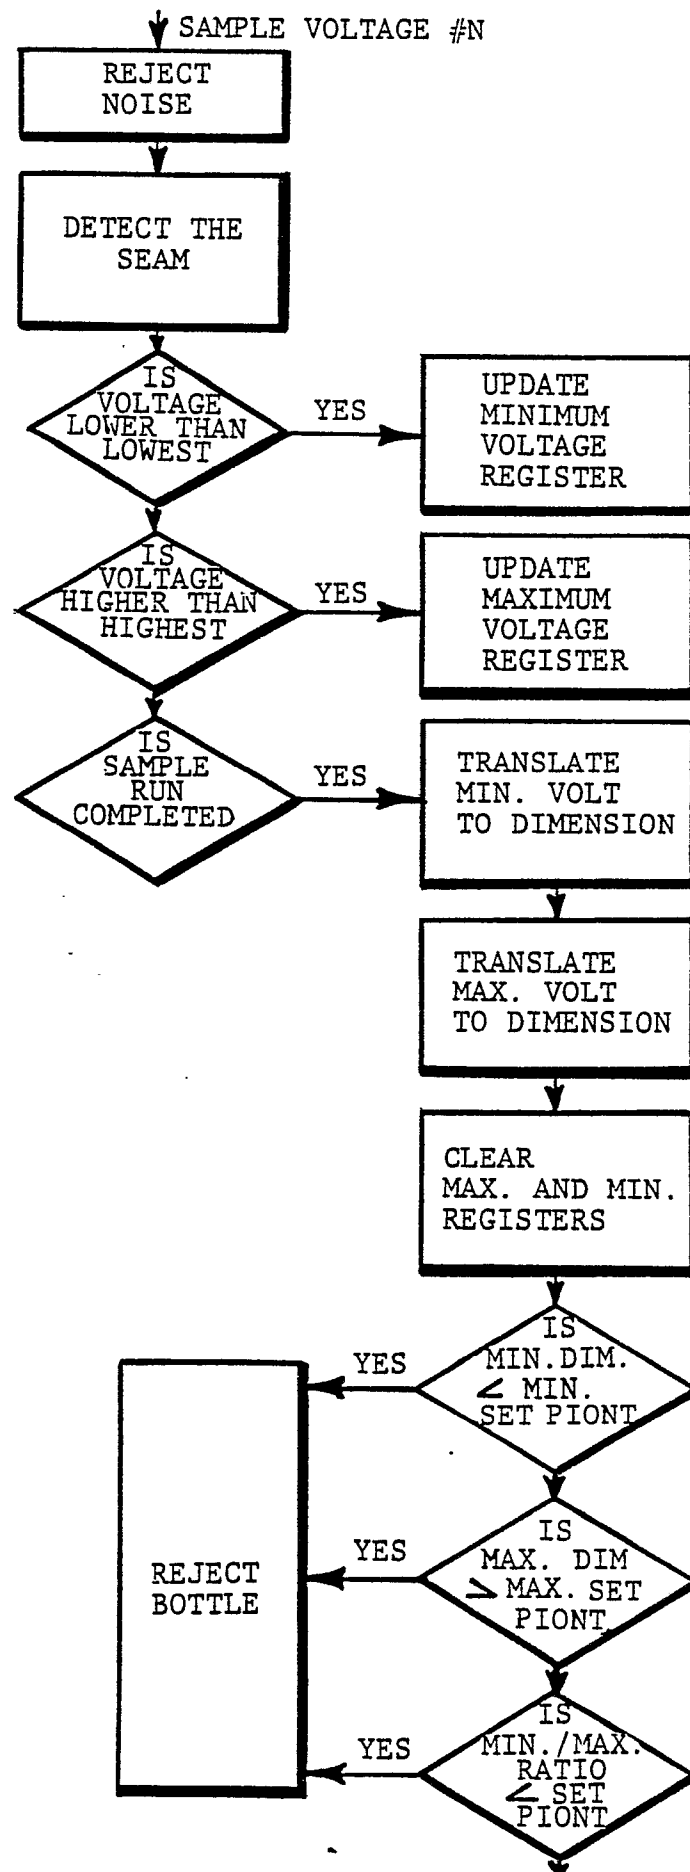 SAMPLE VOLTAGE #N
REJECT
NOISE
DETECT THE
SEAM
IS
VOLTAGE
LOWER THAN
LOWEST
YES
UPDATE
MINIMUM
VOLTAGE
REGISTER
IS
VOLTAGE
HIGHER THAN
HIGHEST
YES
UPDATE
MAXIMUM
VOLTAGE
REGISTER
IS
SAMPLE
RUN
COMPLETED
YES
TRANSLATE
MIN. VOLT
TO DIMENSION
TRANSLATE
MAX. VOLT
TO DIMENSION
CLEAR
MAX. AND MIN.
REGISTERS
IS
MIN.DIM.
< MIN.
SET PIONT
YES
IS
MAX. DIM
> MAX. SET
PIONT
YES
IS
MIN./MAX.
RATIO
< SET
PIONT
YES
REJECT
BOTTLE